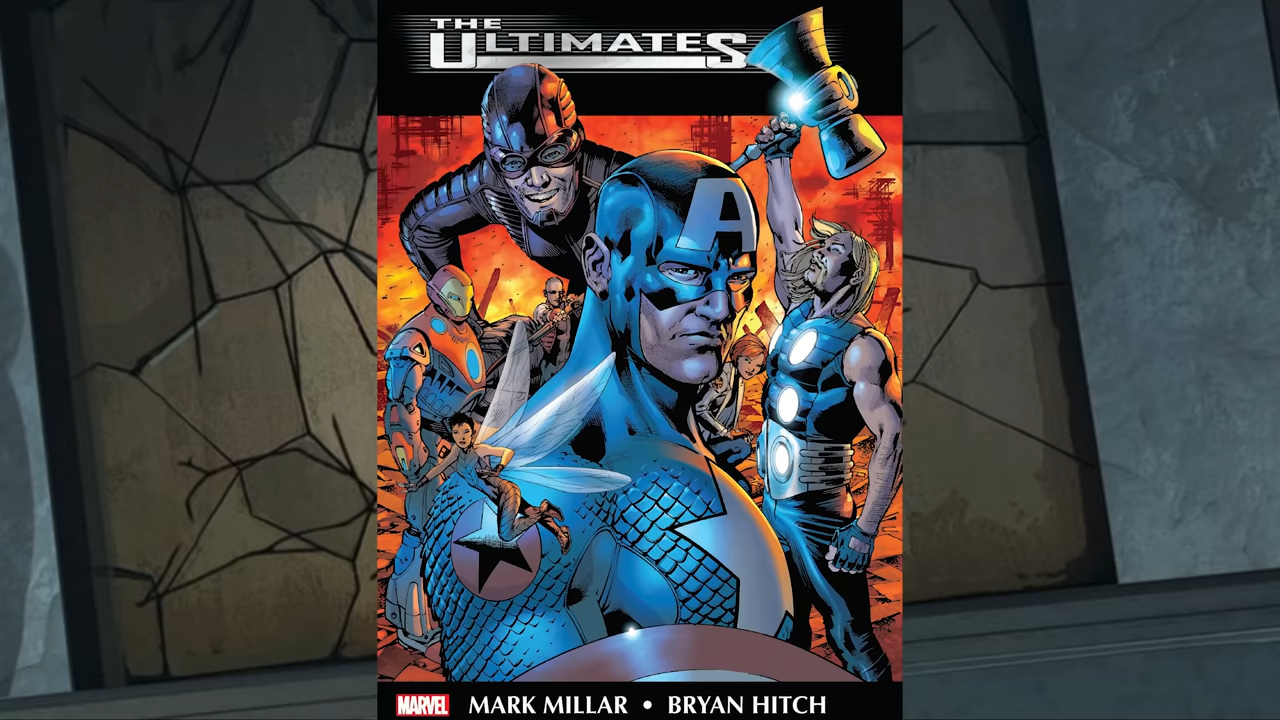 THE
ULTIMATES
A
MARVEL MARK MILLAR • BRYAN HITCH